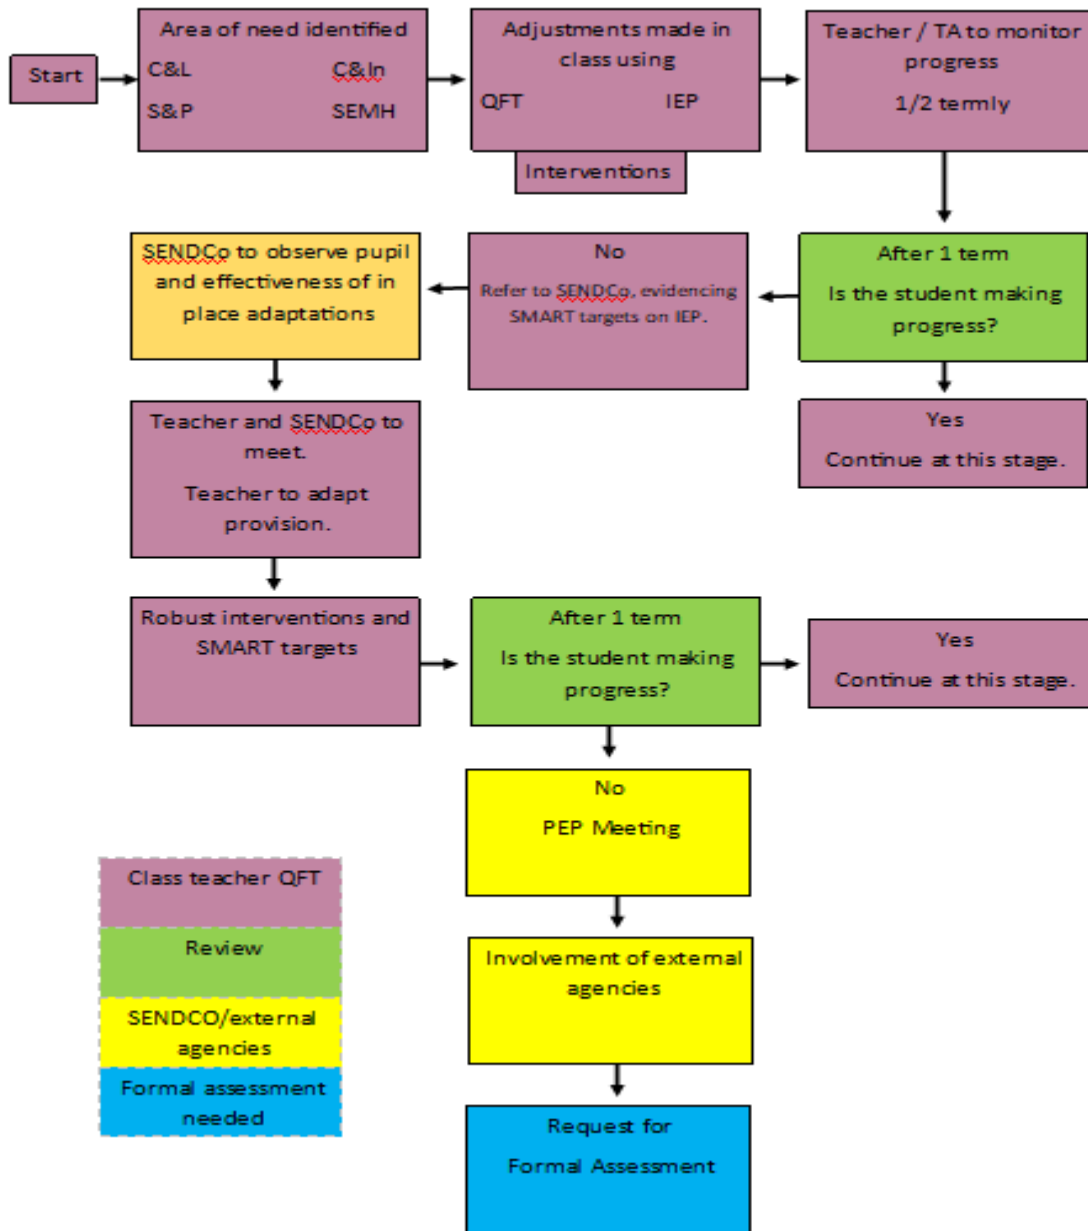 Start
Area of need identified
C&L C&In
S&P SEMH
Adjustments made in
class using
QFT IEP
Interventions
Teacher / TA to monitor
progress
1/2 termly
After 1 term
Is the student making
progress?
Yes
Continue at this stage.
No
Refer to SENDCo, evidencing
SMART targets on IEP.
SENDCo to observe pupil
and effectiveness of in
place adaptations
Teacher and SENDCo to
meet.
Teacher to adapt
provision.
Robust interventions and
SMART targets
After 1 term
Is the student making
progress?
Yes
Continue at this stage.
No
PEP Meeting
Involvement of external
agencies
Request for
Formal Assessment
Class teacher QFT
Review
SENDCO/external
agencies
Formal assessment
needed